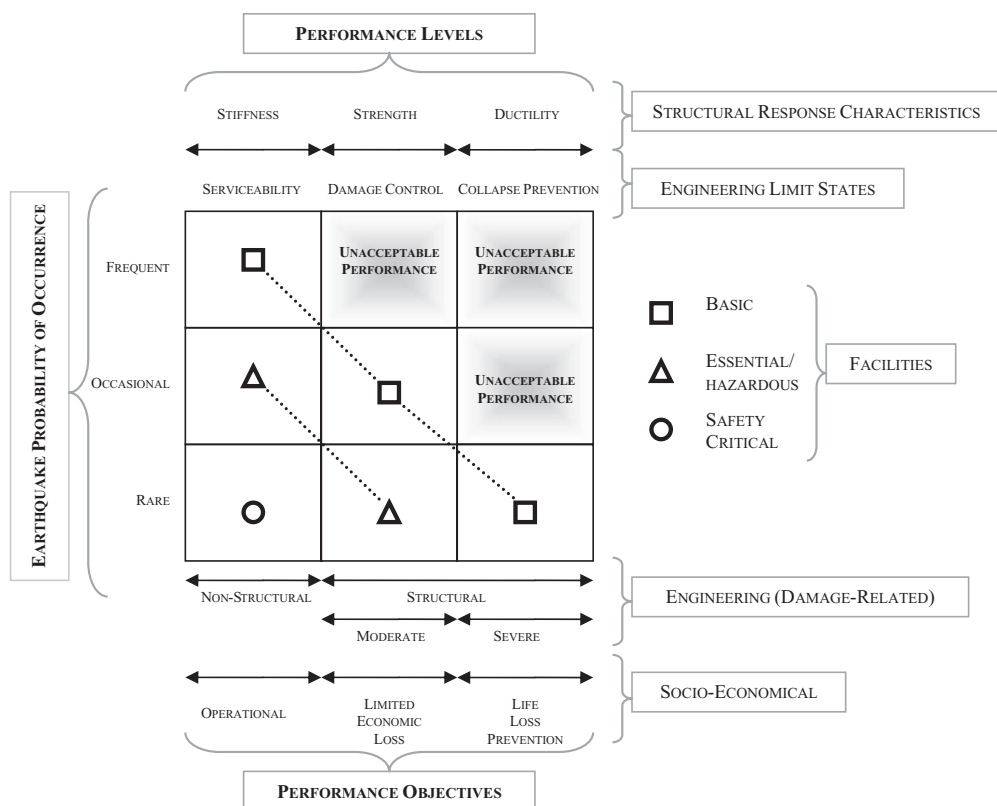 PERFORMANCE LEVELS
STIFFNESS
STRENGTH
DUCTILITY
STRUCTURAL RESPONSE CHARACTERISTICS
SERVICEABILITY
DAMAGE CONTROL
COLLAPSE PREVENTION
ENGINEERING LIMIT STATES
EARTHQUAKE PROBABILITY OF OCCURRENCE
FREQUENT
UNACCEPTABLE
PERFORMANCE
UNACCEPTABLE
PERFORMANCE
OCCASIONAL
UNACCEPTABLE
PERFORMANCE
RARE
BASIC
ESSENTIAL/
HAZARDOUS
SAFETY
CRITICAL
FACILITIES
NON-STRUCTURAL
STRUCTURAL
MODERATE
SEVERE
ENGINEERING (DAMAGE-RELATED)
OPERATIONAL
LIMITED
ECONOMIC
LOSS
LIFE
LOSS
PREVENTION
SOCIO-ECONOMICAL
PERFORMANCE OBJECTIVES